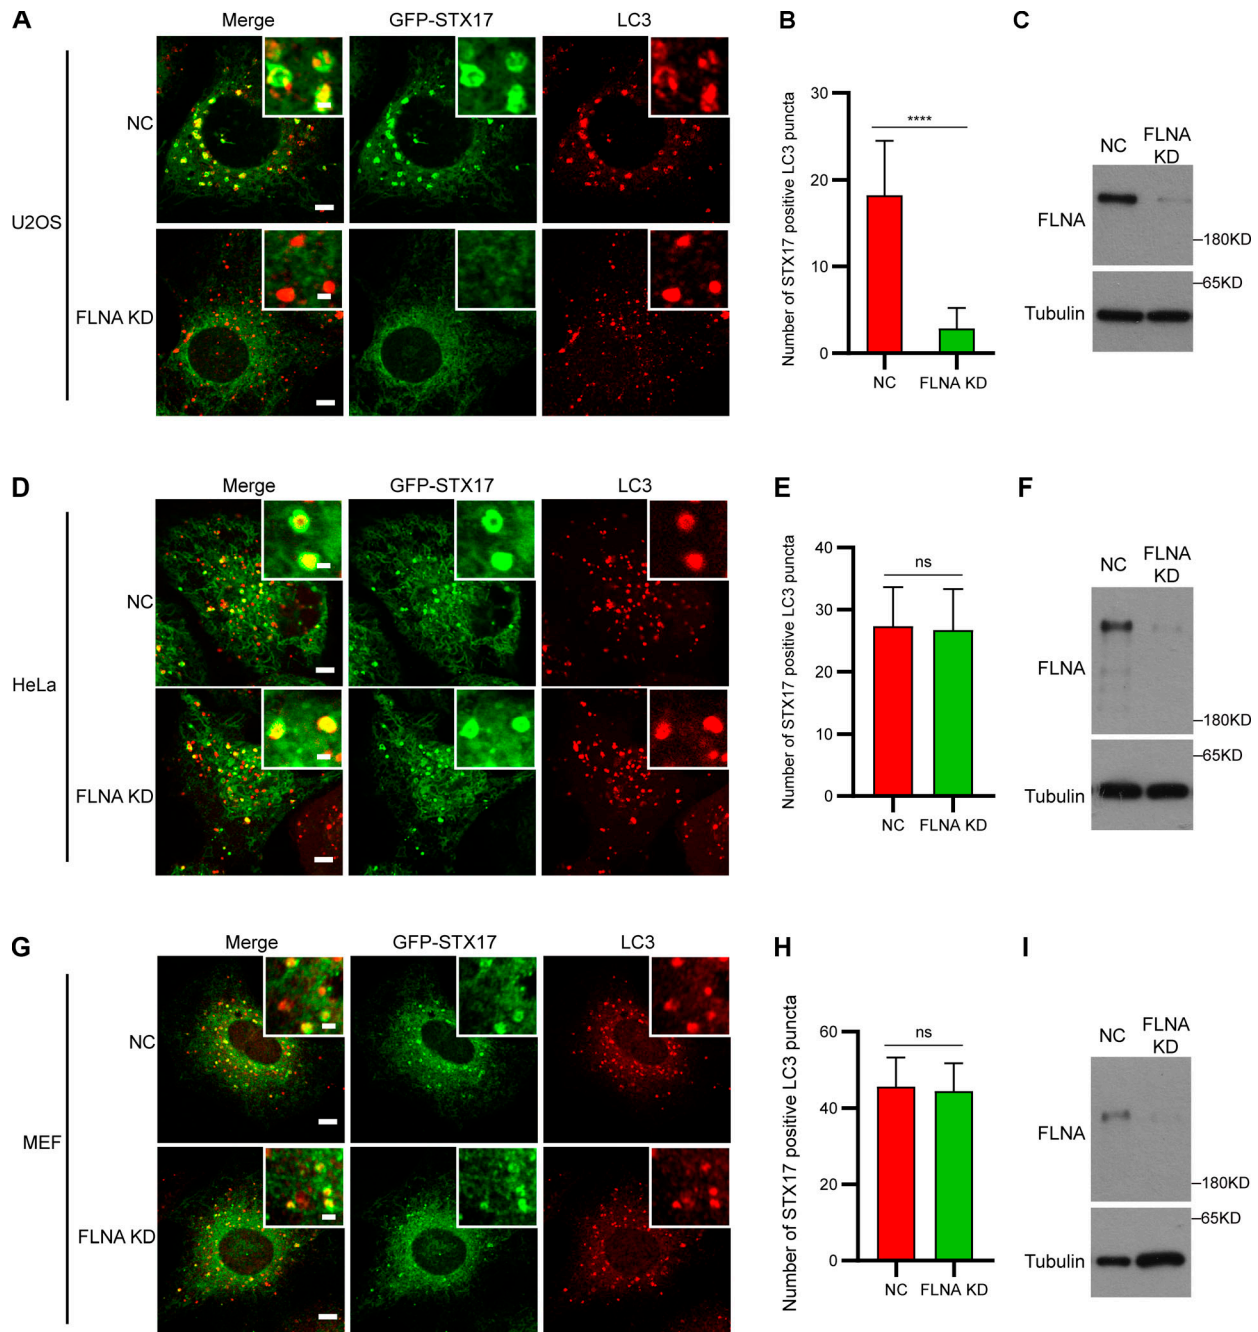 A
Merge GFP-STX17 LC3
U2OS
NC
FLNA KD
B
Number of STX17 positive LC3 puncta
30
20
10
0
****
NC FLNA KD
C
NC FLNA
KD
FLNA
–180KD
–65KD
Tubulin
D
Merge GFP-STX17 LC3
HeLa
NC
FLNA KD
E
Number of STX17 positive LC3 puncta
40
30
20
10
0
ns
NC FLNA KD
F
NC FLNA
KD
FLNA
–180KD
–65KD
Tubulin
G
Merge GFP-STX17 LC3
MEF
NC
FLNA KD
H
Number of STX17 positive LC3 puncta
60
40
20
0
ns
NC FLNA KD
I
NC FLNA
KD
FLNA
–180KD
–65KD
Tubulin